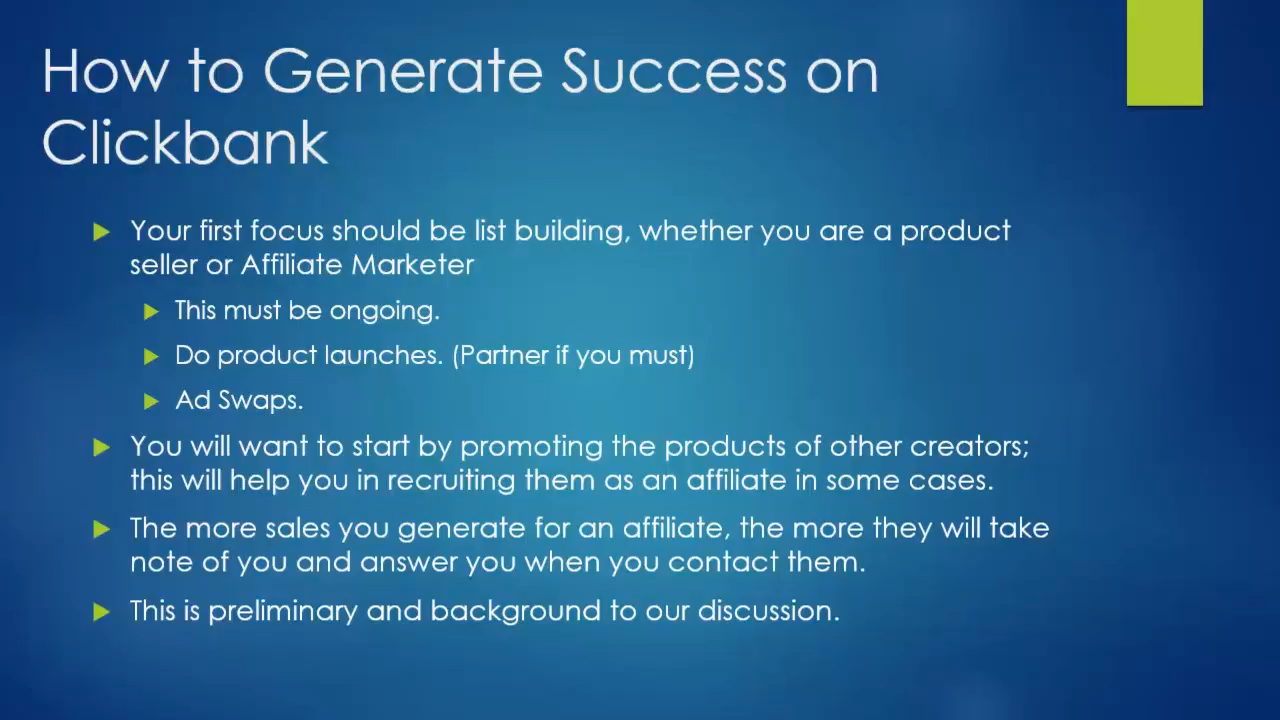 How to Generate Success on
Clickbank
Your first focus should be list building, whether you are a product
seller or Affiliate Marketer
This must be ongoing.
Do product launches. (Partner if you must)
Ad Swaps.
You will want to start by promoting the products of other creators;
this will help you in recruiting them as an affiliate in some cases.
The more sales you generate for an affiliate, the more they will take
note of you and answer you when you contact them.
This is preliminary and background to our discussion.